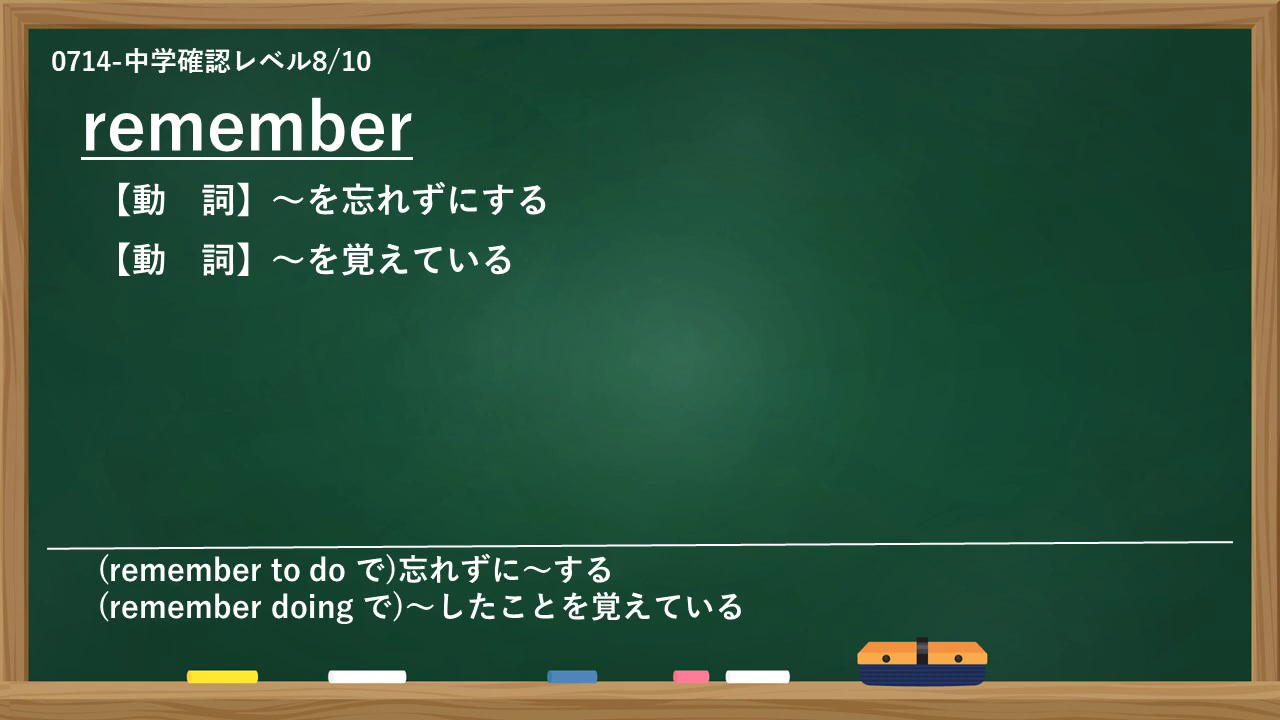 0714-中学確認レベル8/10
remember
【動　詞】～を忘れずにする
【動　詞】～を覚えている
(remember to do で)忘れずに～する
(remember doing で)～したことを覚えている